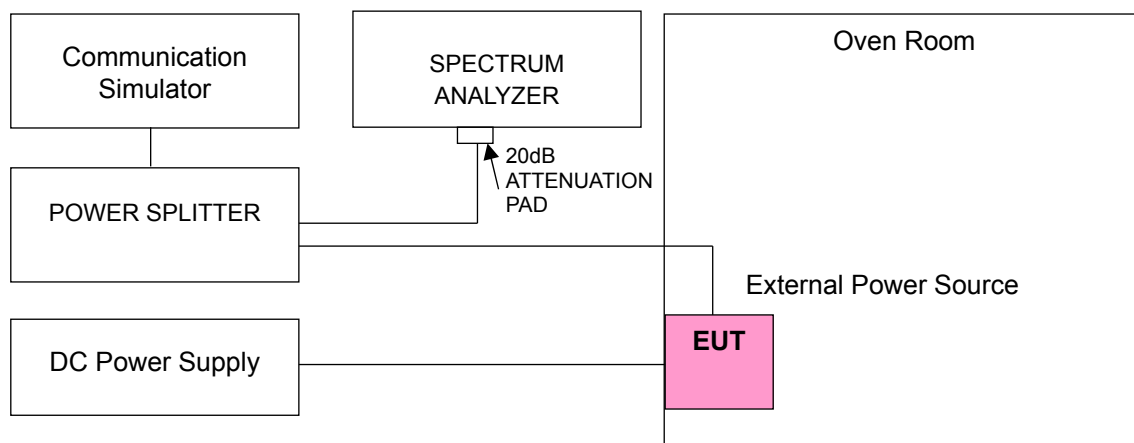 Communication
Simulator
SPECTRUM
ANALYZER
Oven Room
20dB
ATTENUATION
PAD
POWER SPLITTER
External Power Source
EUT
DC Power Supply